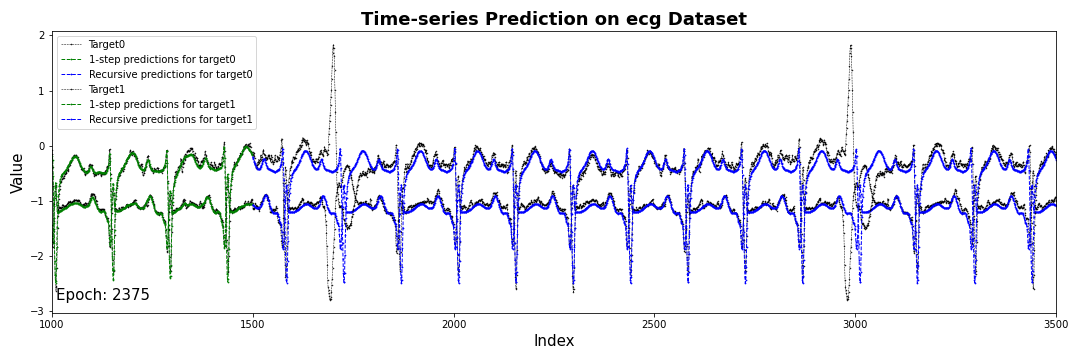 Time-series Prediction on ecg Dataset
Target0
1-step predictions for target0
Recursive predictions for target0
Target1
1-step predictions for target1
Recursive predictions for target1
2
1
0
−1
−2
−3
Value
Epoch: 2375
1000 1500 2000 2500 3000 3500
Index